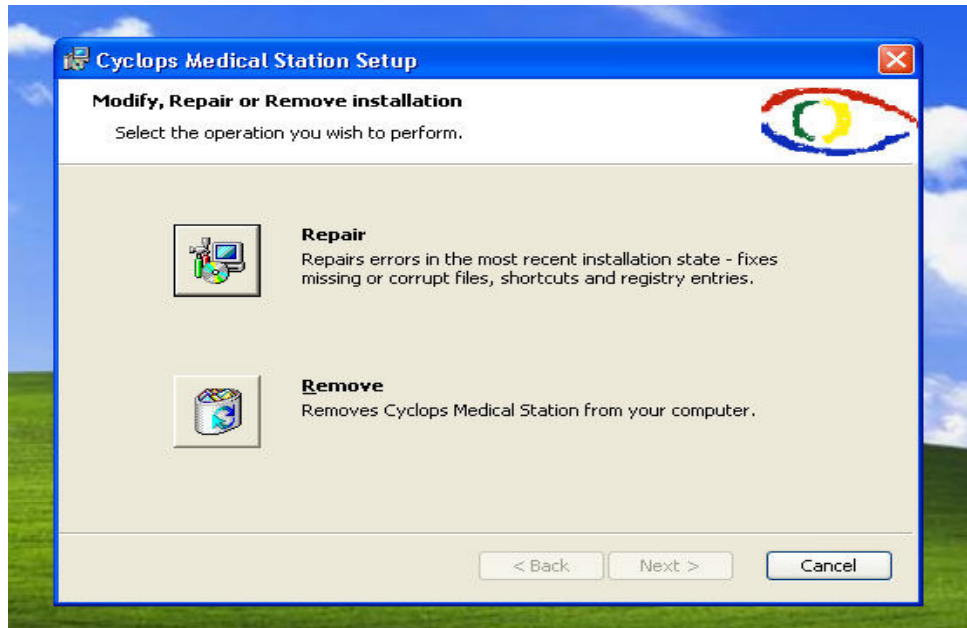 Cyclops Medical Station Setup
Modify, Repair or Remove installation
Select the operation you wish to perform.
Repair
Repairs errors in the most recent installation state - fixes
missing or corrupt files, shortcuts and registry entries.
Remove
Removes Cyclops Medical Station from your computer.
< Back Next > Cancel